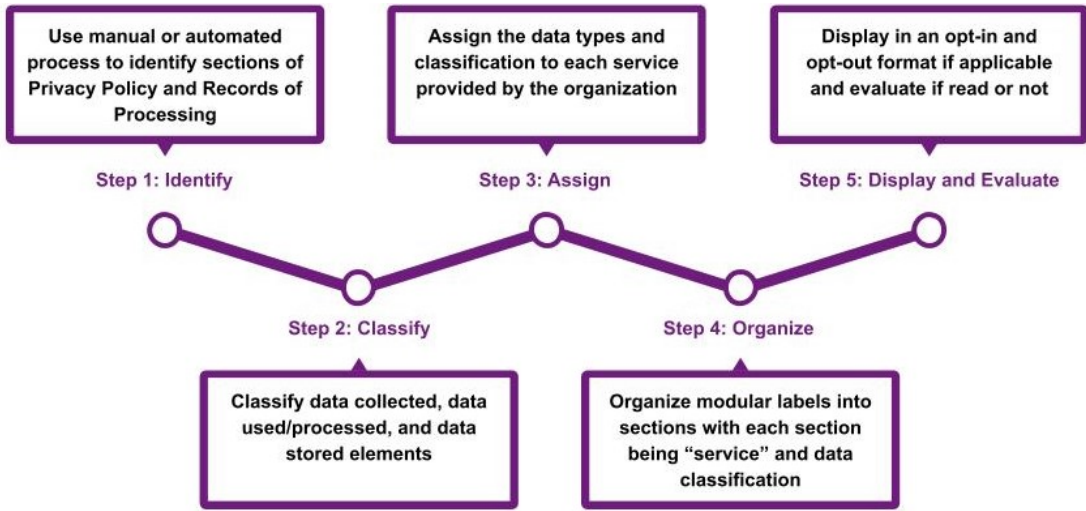 Use manual or automated
process to identify sections of
Privacy Policy and Records of
Processing
Step 1: Identify
Step 2: Classify
Classify data collected, data
used/processed, and data
stored elements
Assign the data types and
classification to each service
provided by the organization
Step 3: Assign
Step 4: Organize
Organize modular labels into
sections with each section
being “service” and data
classification
Display in an opt-in and
opt-out format if applicable
and evaluate if read or not
Step 5: Display and Evaluate